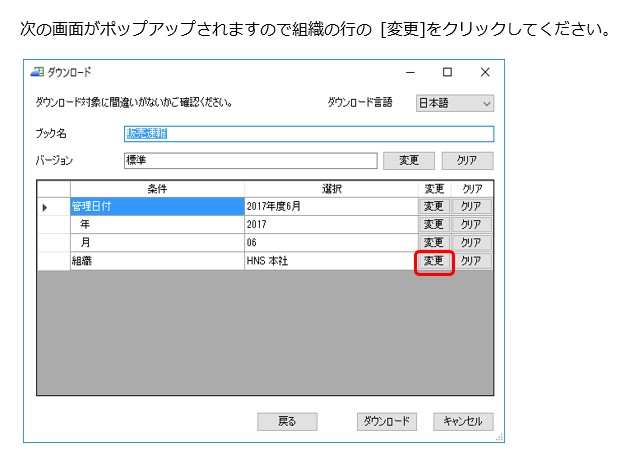 次の画面がポップアップされますので組織の行の [変更]をクリックしてください。
ダウンロード
ダウンロード対象に間違いがないかご確認ください。 ダウンロード言語 日本語
ブック名 販売速報
バージョン 標準 変更 クリア
条件 選択 変更 クリア
管理日付 2017年度6月 変更 クリア
年 2017 変更 クリア
月 06 変更 クリア
組織 HNS 本社 変更 クリア
戻る ダウンロード キャンセル